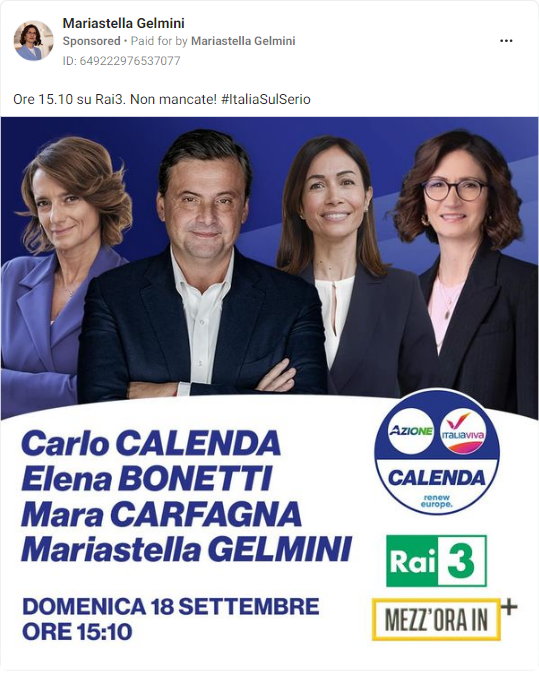 Mariastella Gelmini
Sponsored • Paid for by Mariastella Gelmini
ID: 649222976537077
Ore 15.10 su Rai3. Non mancate! #ItaliaSulSerio
Carlo CALENDA
Elena BONETTI
Mara CARFAGNA
Mariastella GELMINI
DOMENICA 18 SETTEMBRE
ORE 15:10
AZIONE
ITALIAVIVA
CALENDA
renew
europe.
Rai 3
MEZZ'ORA IN +